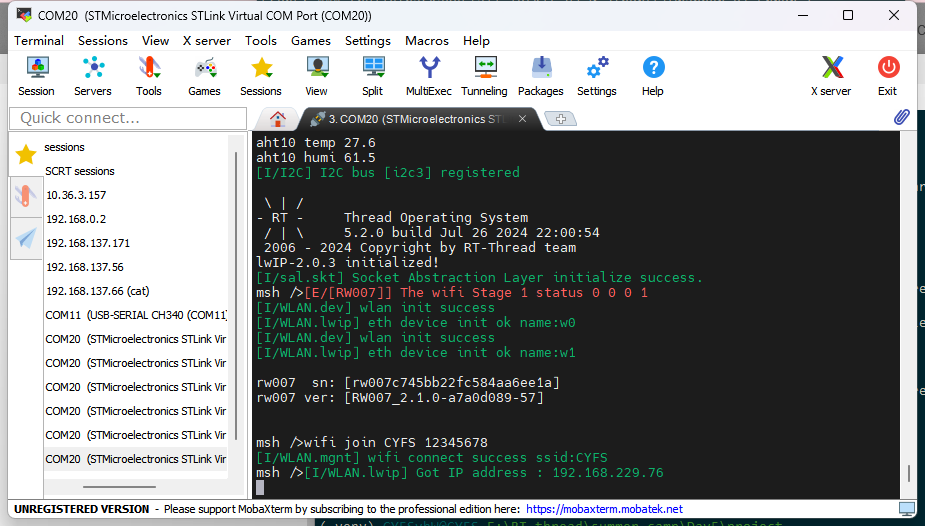 COM20 (STMicroelectronics STLink Virtual COM Port (COM20))
Terminal Sessions View X server Tools Games Settings Macros Help
Session Servers Tools Games Sessions View Split MultiExec Tunneling Packages Settings Help X server Exit
Quick connect...
3. COM20 (STMicroelectronics ST
sessions
SCRT sessions
10.36.3.157
192.168.0.2
192.168.137.171
192.168.137.56
192.168.137.66 (cat)
COM11 (USB-SERIAL CH340 (COM11)
COM20 (STMicroelectronics STLink Vir
COM20 (STMicroelectronics STLink Vir
COM20 (STMicroelectronics STLink Vir
COM20 (STMicroelectronics STLink Vir
COM20 (STMicroelectronics STLink Vir
COM20 (STMicroelectronics STLink Vir
aht10 temp 27.6
aht10 humi 61.5
[I/I2C] I2C bus [i2c3] registered
\ | /
- RT - Thread Operating System
/ | \ 5.2.0 build Jul 26 2024 22:00:54
2006 - 2024 Copyright by RT-Thread team
lwIP-2.0.3 initialized!
[I/sal.skt] Socket Abstraction Layer initialize success.
msh />[E/[RW007]] The wifi Stage 1 status 0 0 0 1
[I/WLAN.dev] wlan init success
[I/WLAN.lwip] eth device init ok name:w0
[I/WLAN.dev] wlan init success
[I/WLAN.lwip] eth device init ok name:w1
rw007 sn: [rw007c745bb22fc584aa6ee1a]
rw007 ver: [RW007_2.1.0-a7a0d089-57]
msh />wifi join CYFS 12345678
[I/WLAN.mgnt] wifi connect success ssid:CYFS
msh />[I/WLAN.lwip] Got IP address : 192.168.229.76
UNREGISTERED VERSION - Please support MobaXterm by subscribing to the professional edition here: https://mobaxterm.mobatek.net